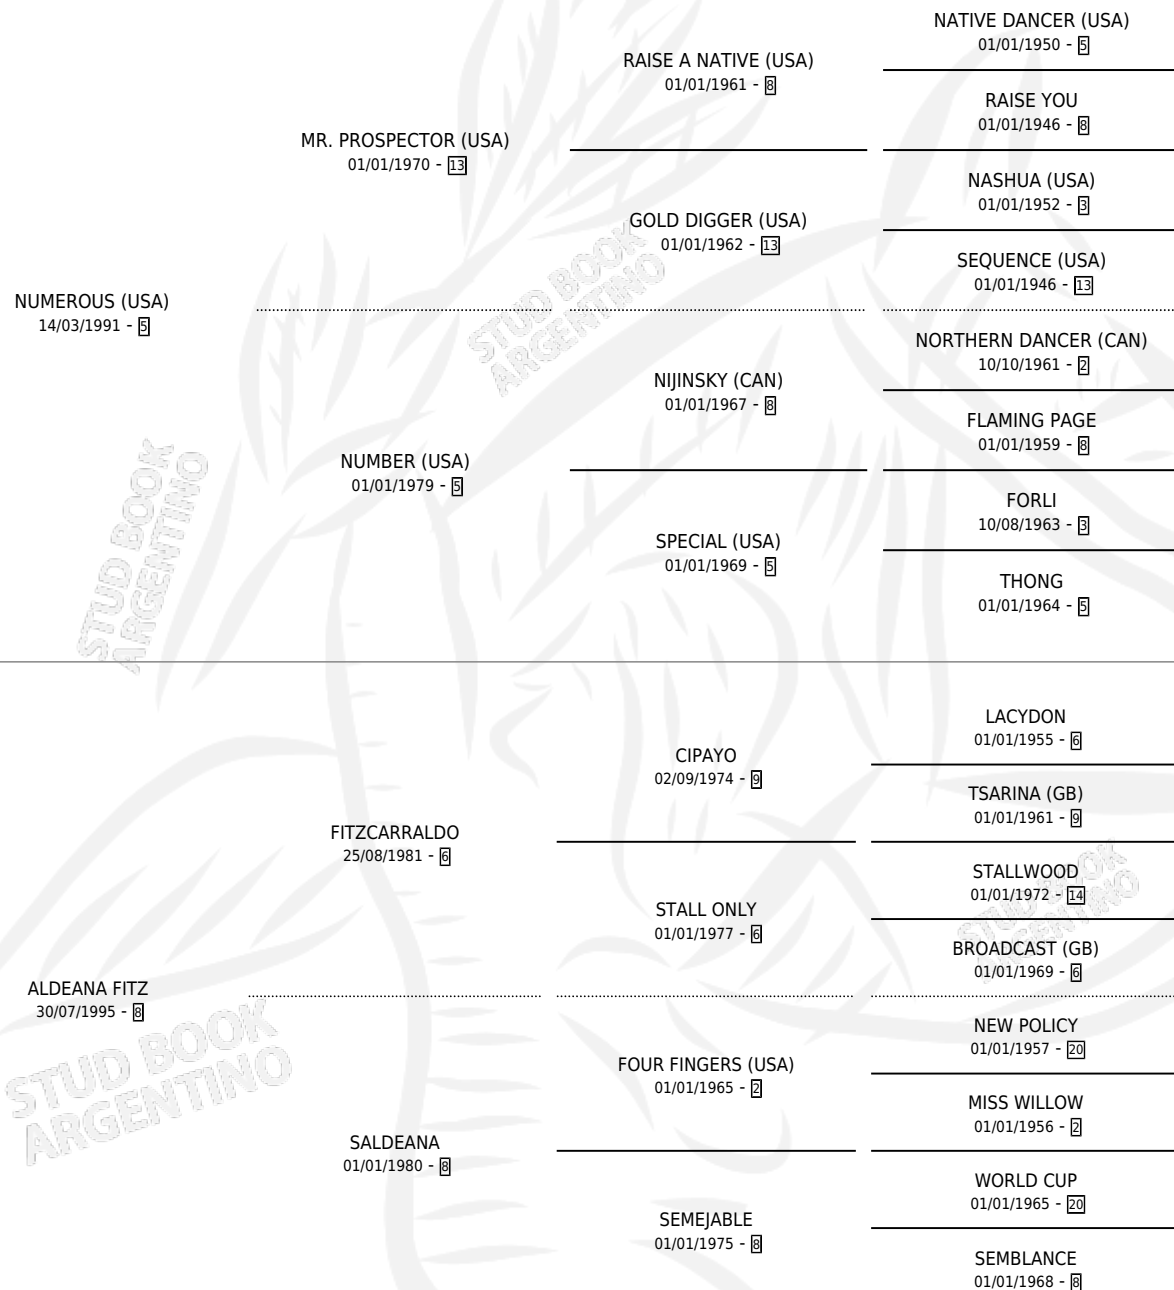 NATIVE DANCER (USA)
01/01/1950 - 5
RAISE A NATIVE (USA)
01/01/1961 - 8
RAISE YOU
01/01/1946 - 8
MR. PROSPECTOR (USA)
01/01/1970 - 13
NASHUA (USA)
01/01/1952 - 3
GOLD DIGGER (USA)
01/01/1962 - 13
SEQUENCE (USA)
01/01/1946 - 13
NUMEROUS (USA)
14/03/1991 - 5
NORTHERN DANCER (CAN)
10/10/1961 - 2
NIJINSKY (CAN)
01/01/1967 - 8
FLAMING PAGE
01/01/1959 - 8
NUMBER (USA)
01/01/1979 - 5
FORLI
10/08/1963 - 3
SPECIAL (USA)
01/01/1969 - 5
THONG
01/01/1964 - 5
LACYDON
01/01/1955 - 6
CIPAYO
02/09/1974 - 9
TSARINA (GB)
01/01/1961 - 9
FITZCARRALDO
25/08/1981 - 6
STALLWOOD
01/01/1972 - 14
STALL ONLY
01/01/1977 - 6
BROADCAST (GB)
01/01/1969 - 6
ALDEANA FITZ
30/07/1995 - 8
NEW POLICY
01/01/1957 - 20
FOUR FINGERS (USA)
01/01/1965 - 2
MISS WILLOW
01/01/1956 - 2
SALDEANA
01/01/1980 - 8
WORLD CUP
01/01/1965 - 20
SEMEJABLE
01/01/1975 - 8
SEMBLANCE
01/01/1968 - 8
STUD BOOK
ARGENTINO
STUD BOOK
ARGENTINO
STUD BOOK
ARGENTINO
STUD BOOK
ARGENTINO